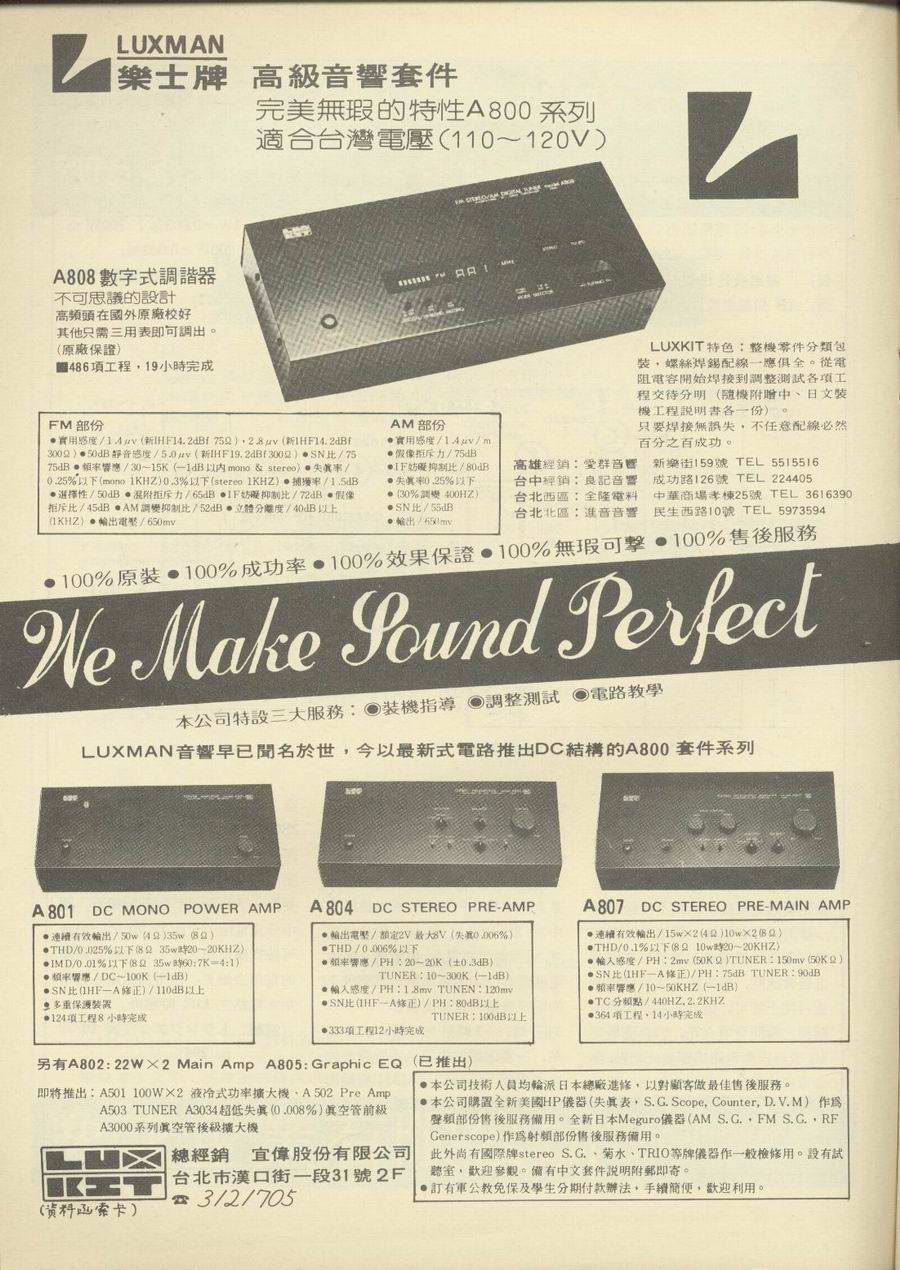 LUXMAN
樂士牌 高級音響套件
完美無瑕的特性A800 系列
適合台灣電壓(110～120V)
FM STEREO/AM DIGITAL TUNER model A808
A808 數字式調諧器
不可思議的設計
高頻頭在國外原廠校好
其他只需三用表即可調出。
(原廠保證)
■486項工程，19小時完成
LUXKIT特色：整機零件分類包
裝，螺絲焊錫配線一應俱全。從電
阻電容開始焊接到調整測試各項工
程交待分明（隨機附贈中、日文裝
機工程説明書各一份）。
只要焊接無誤失，不任意配線必然
百分之百成功。
FM 部份
●實用感度/1.4μv (新IHF14.2dBf 75Ω)，2.8μv (新IHF14.2dBf
300Ω) ●50dB靜音感度/5.0μv (新IHF19.2dBf 300Ω) ●SN比/75
75dB ●頻率響應/30～15K (—1dB以内 mono & stereo) ●失眞率/
0.25%以下(mono 1KHZ) 0.3%以下(stereo 1KHZ) ●捕獲率/1.5dB
●選擇性/50dB ●混附拒斥力/65dB ●IF妨礙抑制比/72dB ●假像
拒斥比/45dB ●AM調變抑制比/52dB ●立體分離度/40dB以上
(1KHZ) ●輸出電壓/650mv
AM 部份
●實用感度/1.4μv/m
●假像拒斥力/75dB
●IF妨礙抑制比/80dB
●失眞率0.25%以下
(30%調變 400HZ)
●SN比/55dB
●輸出/650mv
高雄經銷：愛群音響 新樂街159號 TEL 5515516
台中經銷：良記音響 成功路126號 TEL 224405
台北西區：全隆電料 中華商場孝棟25號 TEL 3616390
台北北區：進音音響 民生西路10號 TEL 5973594
●100%原裝 ●100%成功率 ●100%效果保證 ●100%無瑕可擊 ●100%售後服務
We Make Sound Perfect
本公司特設三大服務：◉裝機指導 ◉調整測試 ◉電路教學
LUXMAN音響早已聞名於世，今以最新式電路推出DC結構的A800 套件系列
A801 DC MONO POWER AMP
●連續有效輸出/50w (4Ω) 35w (8Ω)
●THD/0.025%以下(8Ω 35w時20～20KHZ)
●IMD/0.01%以下(8Ω 35w時60:7K=4:1)
●頻率響應/DC～100K (—1dB)
●SN比(IHF—A修正)/110dB以上
●多重保護裝置
●124項工程8小時完成
A804 DC STEREO PRE-AMP
●輸出電壓/額定2V 最大8V (失眞0.006%)
●THD/0.006%以下
●頻率響應/PH：20～20K (±0.3dB)
TUNER：10～300K (—1dB)
●輸入感度/PH：1.8mv TUNEN：120mv
●SN比(IHF—A修正)/PH：80dB以上
TUNER：100dB以上
●333項工程12小時完成
A807 DC STEREO PRE-MAIN AMP
●連續有效輸出/15w×2(4Ω)10w×2(8Ω)
●THD/0.1%以下(8Ω 10w時20～20KHZ)
●輸入感度/PH：2mv (50KΩ) TUNER：150mv (50KΩ)
●SN比(IHF—A修正)/PH：75dB TUNER：90dB
●頻率響應/10～50KHZ (—1dB)
●TC分頻點/440HZ, 2.2KHZ
●364項工程，14小時完成
另有A802：22W×2 Main Amp A805：Graphic EQ (已推出)
即將推出：A501 100W×2 液冷式功率擴大機、A502 Pre Amp
A503 TUNER A3034超低失眞(0.008%)眞空管前級
A3000系列眞空管後級擴大機
LUX
KIT
(资料函索卡)
總經銷 宜偉股份有限公司
台北市漢口街一段31號2F
☎ 3121705
●本公司技術人員均輪派日本總廠進修，以對顧客做最佳售後服務。
●本公司購置全新美國HP儀器(失眞表，S.G. Scope, Counter, D.V.M) 作爲
聲頻部份售後服務備用。全新日本Meguro儀器(AM S.G.，FM S.G.，RF
Generscope)作爲射頻部份售後服務備用。
此外尚有國際牌stereo S.G.、菊水、TRIO等牌儀器作一般檢修用。設有試
聽室，歡迎參觀。備有中文套件説明附郵即寄。
●訂有軍公教免保及學生分期付款辦法，手續簡便，歡迎利用。